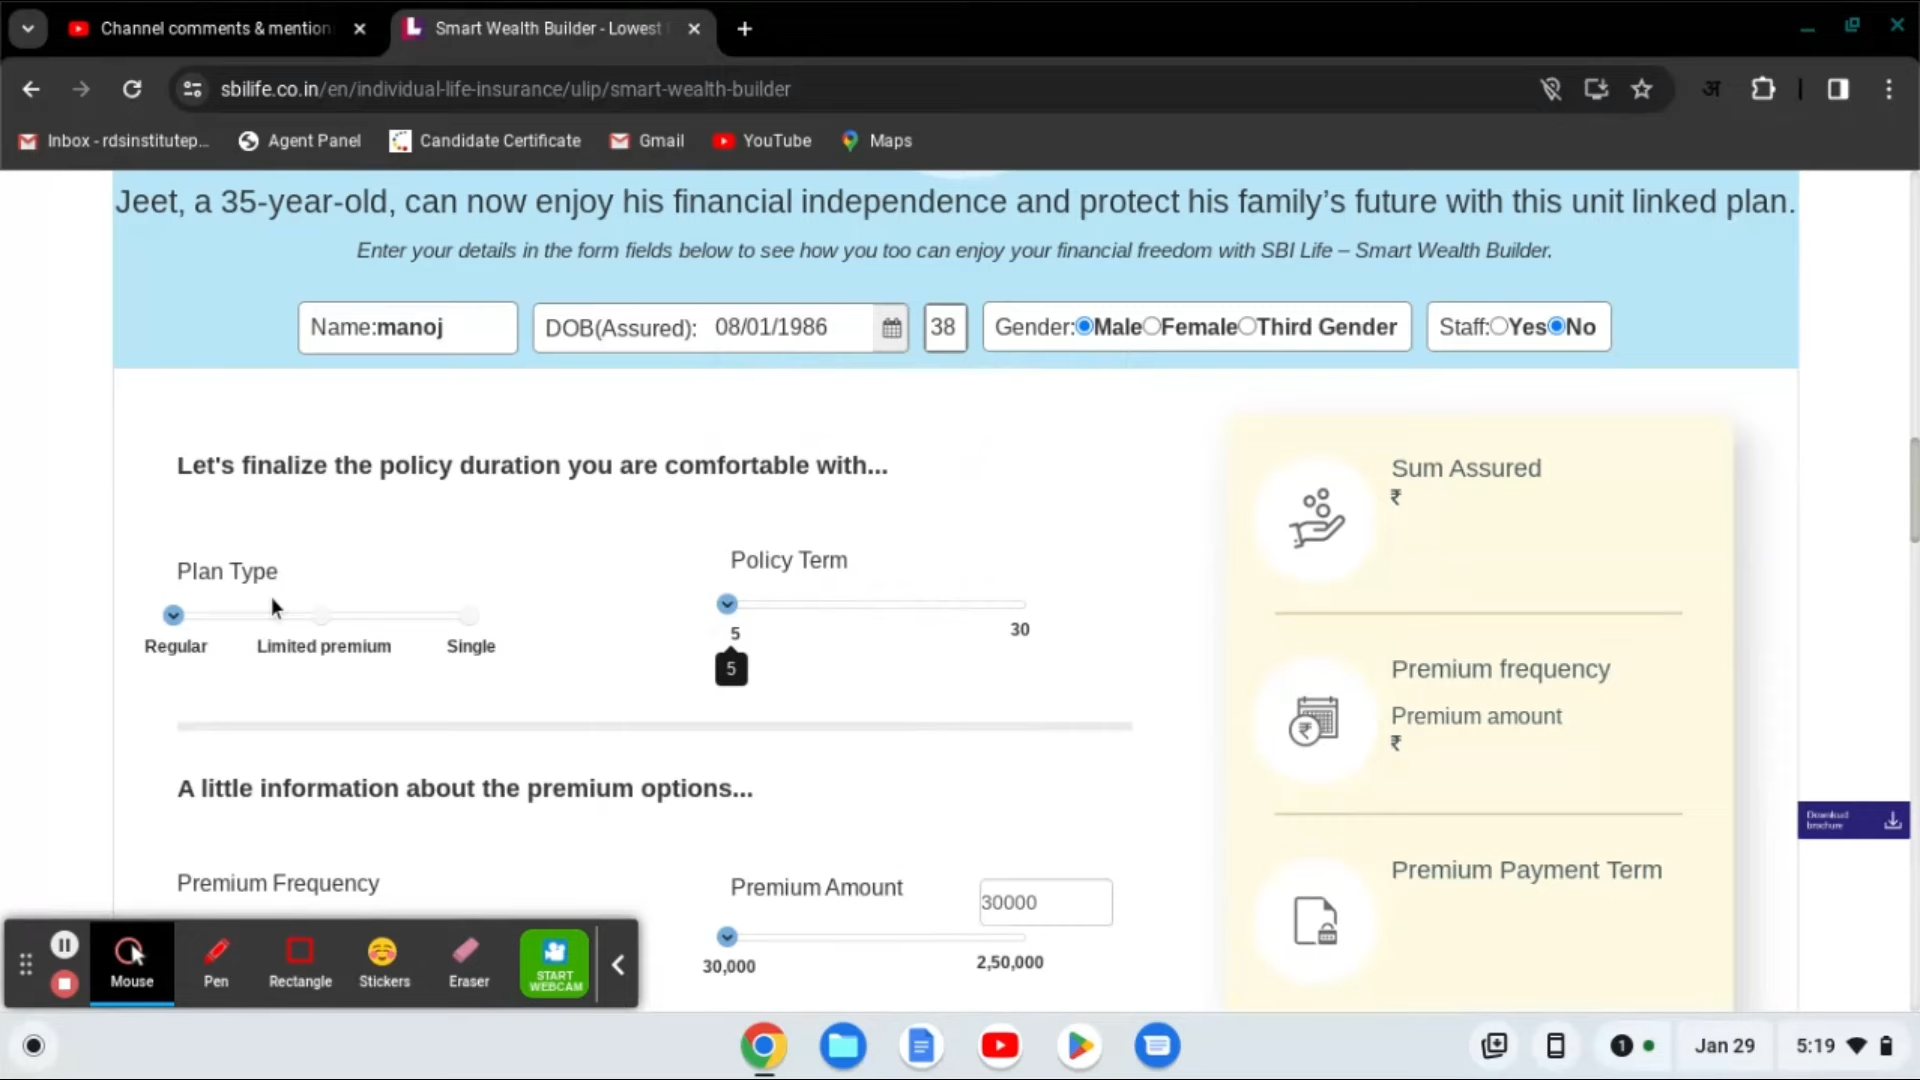 Channel comments & mention
Smart Wealth Builder - Lowest
sbilife.co.in/en/individual-life-insurance/ulip/smart-wealth-builder
अ
Inbox - rdsinstitutep...
Agent Panel
Candidate Certificate
Gmail
YouTube
Maps
Jeet, a 35-year-old, can now enjoy his financial independence and protect his family’s future with this unit linked plan.
Enter your details in the form fields below to see how you too can enjoy your financial freedom with SBI Life – Smart Wealth Builder.
Name:manoj
DOB(Assured): 08/01/1986
38
Gender:MaleFemaleThird Gender
Staff:YesNo
Let's finalize the policy duration you are comfortable with...
Plan Type
Regular
Limited premium
Single
Policy Term
5
30
5
A little information about the premium options...
Premium Frequency
Premium Amount
30000
30,000
2,50,000
Sum Assured
₹
Premium frequency
Premium amount
₹
Premium Payment Term
Download
brochure
Mouse
Pen
Rectangle
Stickers
Eraser
START
WEBCAM
1
Jan 29
5:19